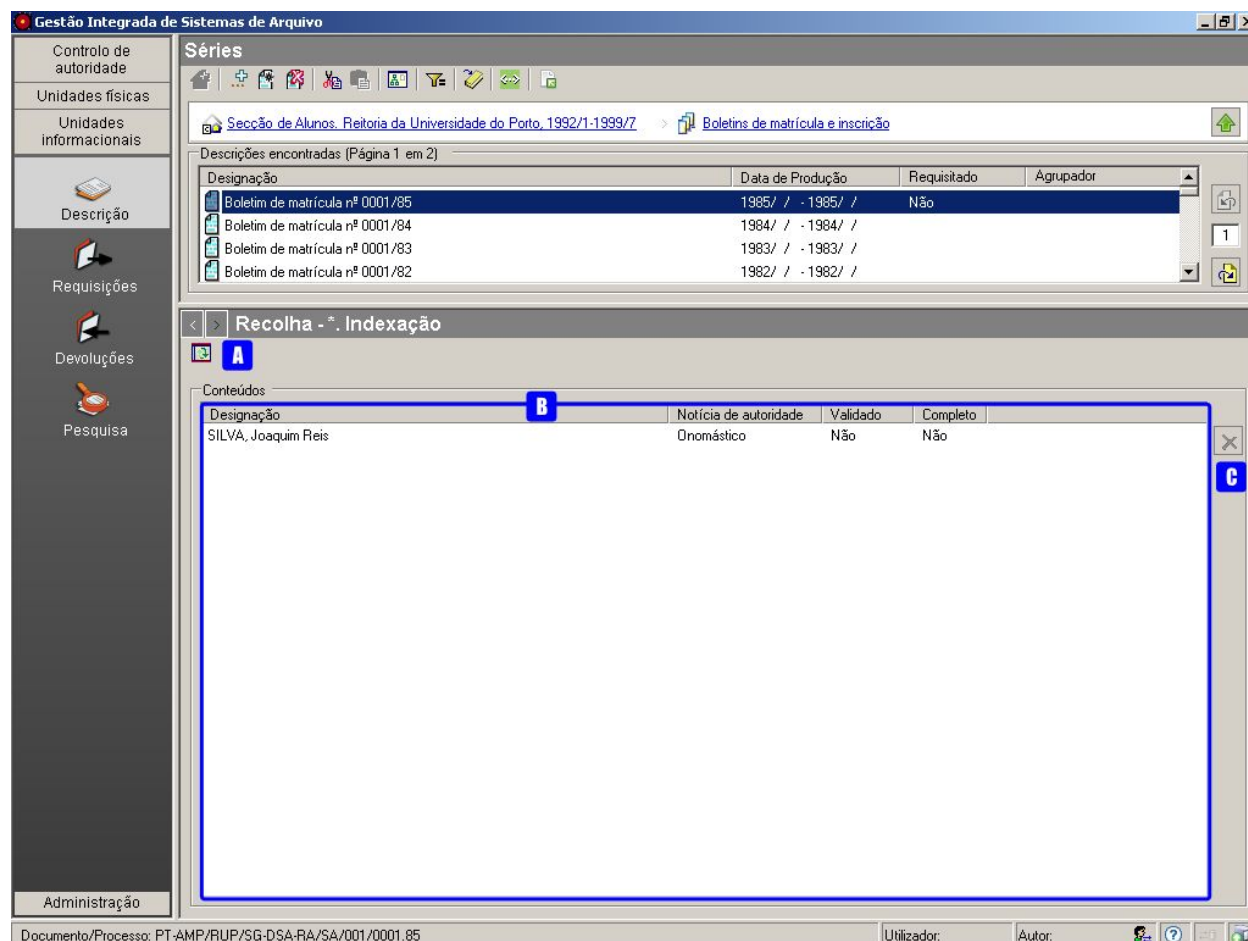 Gestão Integrada de Sistemas de Arquivo
Controlo de
autoridade
Unidades físicas
Unidades
informacionais
Descrição
Requisições
Devoluções
Pesquisa
Administração
Séries
Secção de Alunos. Reitoria da Universidade do Porto, 1992/1-1999/7 > Boletins de matrícula e inscrição
Descrições encontradas (Página 1 em 2)
Designação Data de Produção Requisitado Agrupador
Boletim de matrícula nº 0001/85 1985/ / - 1985/ / Não
Boletim de matrícula nº 0001/84 1984/ / - 1984/ /
Boletim de matrícula nº 0001/83 1983/ / - 1983/ /
Boletim de matrícula nº 0001/82 1982/ / - 1982/ /
1
< > Recolha - *. Indexação
A
Conteúdos
B
Designação Notícia de autoridade Validado Completo
SILVA, Joaquim Reis Onomástico Não Não
C
Documento/Processo: PT-AMP/RUP/SG-DSA-RA/SA/001/0001.85 Utilizador: Autor: